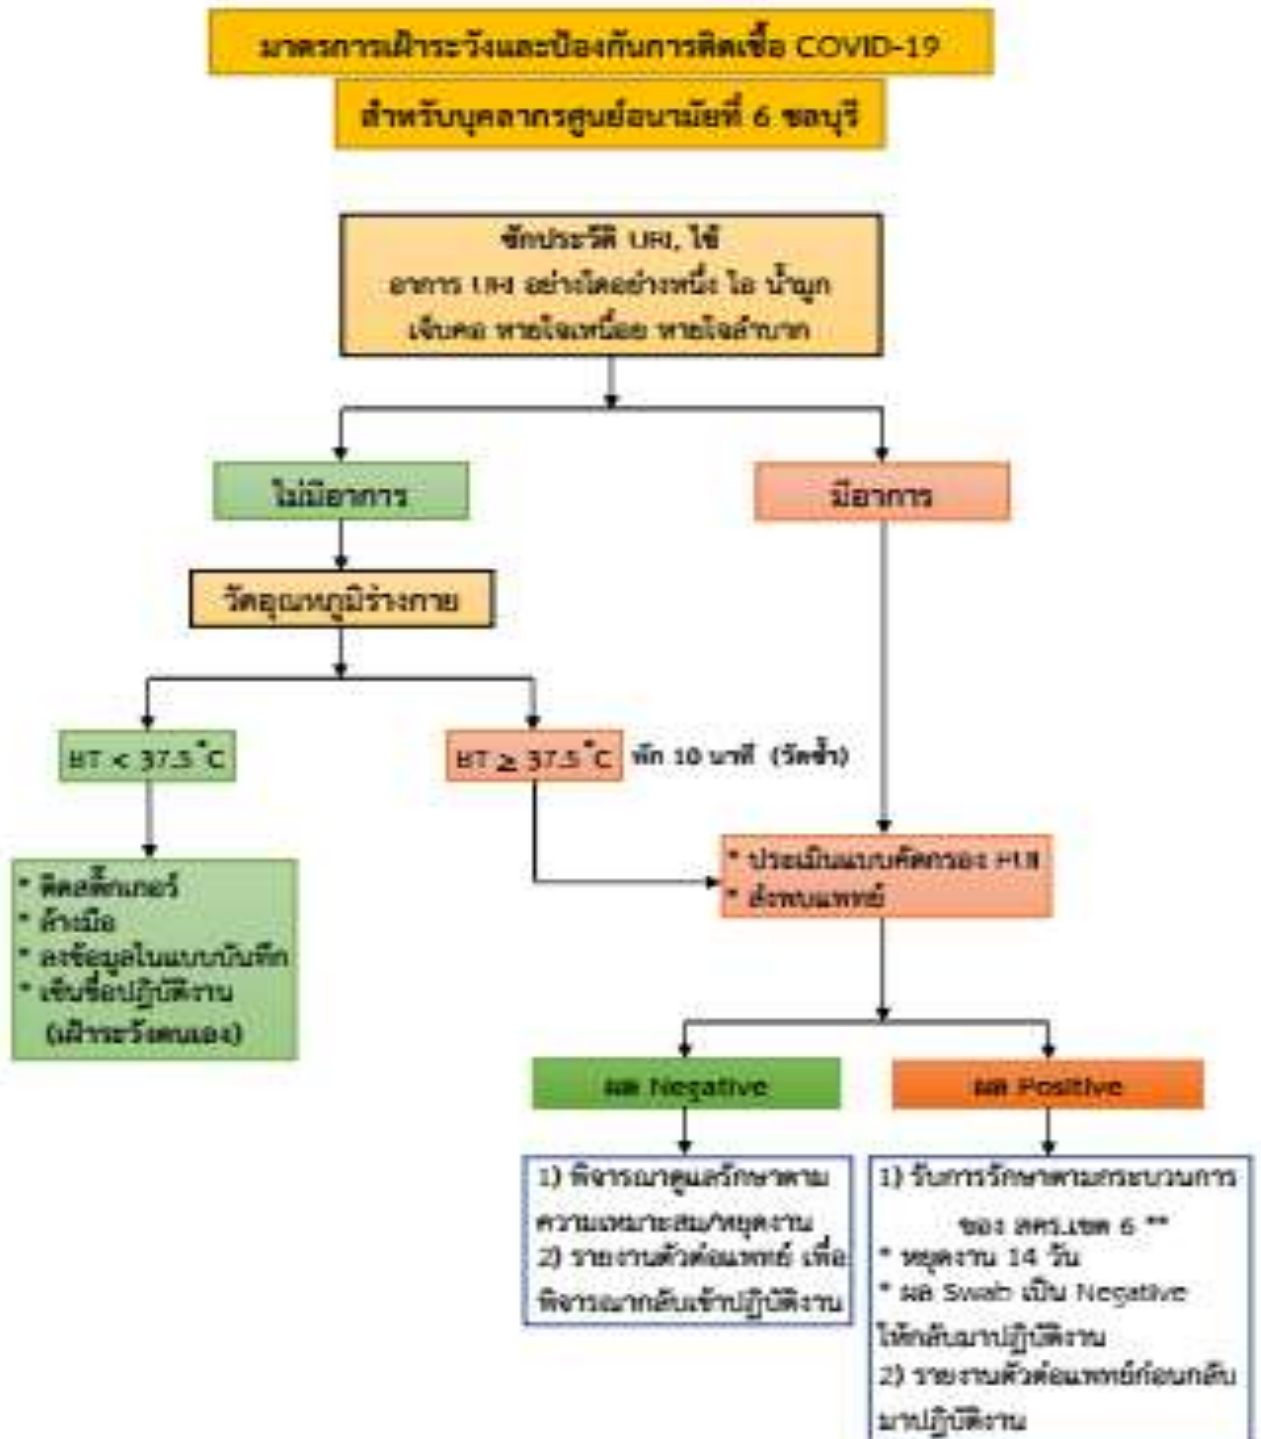 มาตรการเฝ้าระวังและป้องกันการติดเชื้อ COVID-19
สำหรับบุคลากรศูนย์อนามัยที่ 6 ชลบุรี
ซักประวัติ URI, ไข้
อาการ URI อย่างใดอย่างหนึ่ง ไอ น้ำมูก
เจ็บคอ หายใจเหนื่อย หายใจลำบาก
ไม่มีอาการ
มีอาการ
วัดอุณหภูมิร่างกาย
BT < 37.5 °C
BT ≥ 37.5 °C
พัก 10 นาที (วัดซ้ำ)
* ประเมินแบบคัดกรอง PUI
* ส่งพบแพทย์
* ติดสติ๊กเกอร์
* ล้างมือ
* ลงข้อมูลในแบบบันทึก
* เซ็นชื่อปฏิบัติงาน
(เฝ้าระวังตนเอง)
ผล Negative
ผล Positive
1) พิจารณาดูแลรักษาตาม
ความเหมาะสม/หยุดงาน
2) รายงานตัวต่อแพทย์ เพื่อ
พิจารณากลับเข้าปฏิบัติงาน
1) รับการรักษาตามกระบวนการ
ของ สคร.เขต 6 **
* หยุดงาน 14 วัน
* ผล Swab เป็น Negative
ให้กลับมาปฏิบัติงาน
2) รายงานตัวต่อแพทย์ก่อนกลับ
มาปฏิบัติงาน